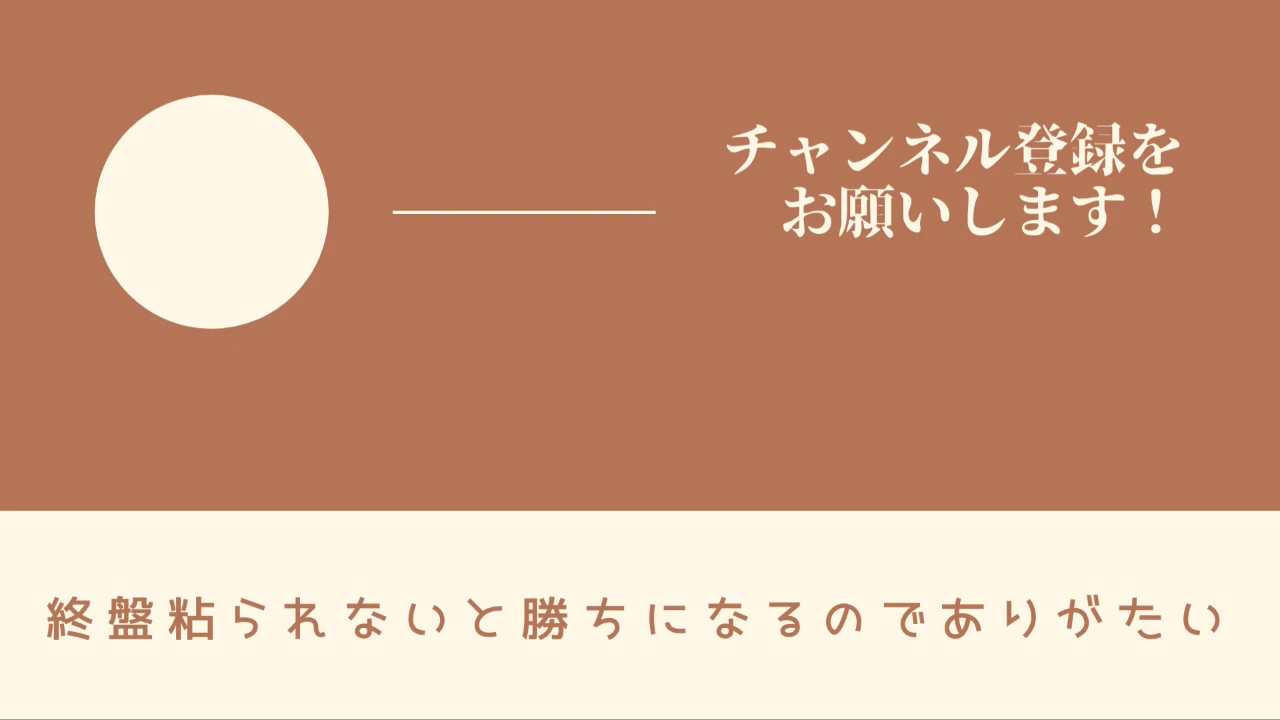 チャンネル登録を
お願いします！
終盤粘られないと勝ちになるのでありがたい